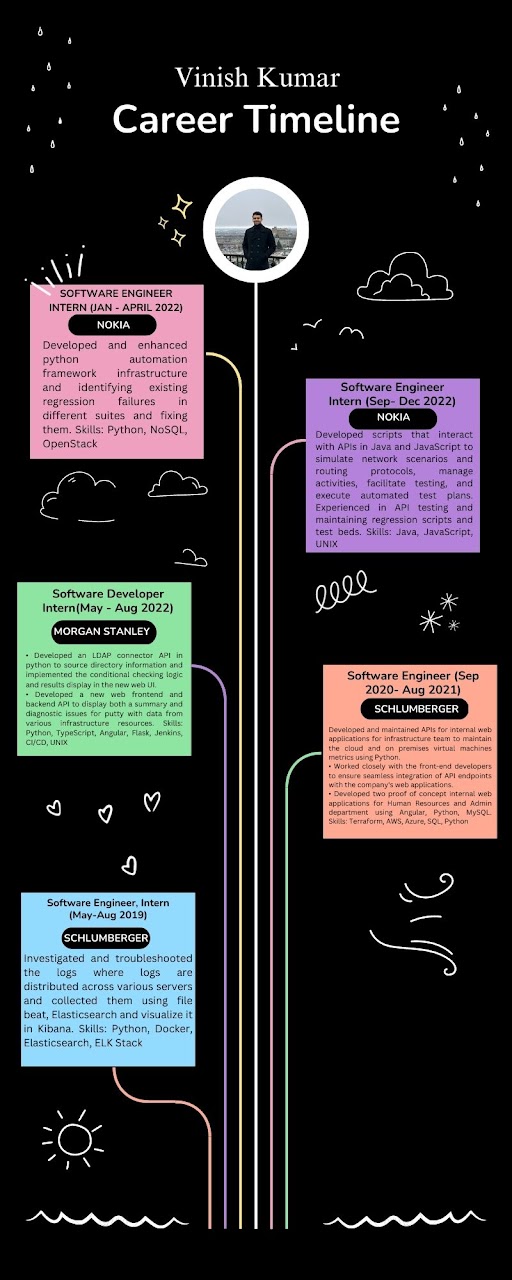 Vinish Kumar
Career Timeline
SOFTWARE ENGINEER
INTERN (JAN - APRIL 2022)
NOKIA
Developed and enhanced
python automation
framework infrastructure
and identifying existing
regression failures in
different suites and fixing
them. Skills: Python, NoSQL,
OpenStack
Software Engineer
Intern (Sep- Dec 2022)
NOKIA
Developed scripts that interact
with APIs in Java and JavaScript to
simulate network scenarios and
routing protocols, manage
activities, facilitate testing, and
execute automated test plans.
Experienced in API testing and
maintaining regression scripts and
test beds. Skills: Java, JavaScript,
UNIX
Software Developer
Intern(May - Aug 2022)
MORGAN STANLEY
• Developed an LDAP connector API in
python to source directory information and
implemented the conditional checking logic
and results display in the new web UI.
• Developed a new web frontend and
backend API to display both a summary and
diagnostic issues for putty with data from
various infrastructure resources. Skills:
Python, TypeScript, Angular, Flask, Jenkins,
CI/CD, UNIX
Software Engineer (Sep
2020- Aug 2021)
SCHLUMBERGER
Developed and maintained APIs for internal web
applications for infrastructure team to maintain
the cloud and on premises virtual machines
metrics using Python.
• Worked closely with the front-end developers
to ensure seamless integration of API endpoints
with the company's web applications.
• Developed two proof of concept internal web
applications for Human Resources and Admin
department using Angular, Python, MySQL.
Skills: Terraform, AWS, Azure, SQL, Python
Software Engineer, Intern
(May-Aug 2019)
SCHLUMBERGER
Investigated and troubleshooted
the logs where logs are
distributed across various servers
and collected them using file
beat, Elasticsearch and visualize it
in Kibana. Skills: Python, Docker,
Elasticsearch, ELK Stack